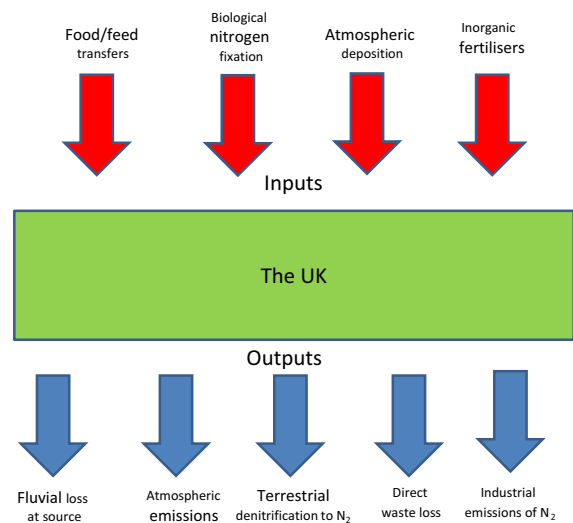 Food/feed
transfers
Biological
nitrogen
fixation
Atmospheric
deposition
Inorganic
fertilisers
Inputs
The UK
Outputs
Fluvial loss
at source
Atmospheric
emissions
Terrestrial
denitrification to N₂
Direct
waste loss
Industrial
emissions of N₂